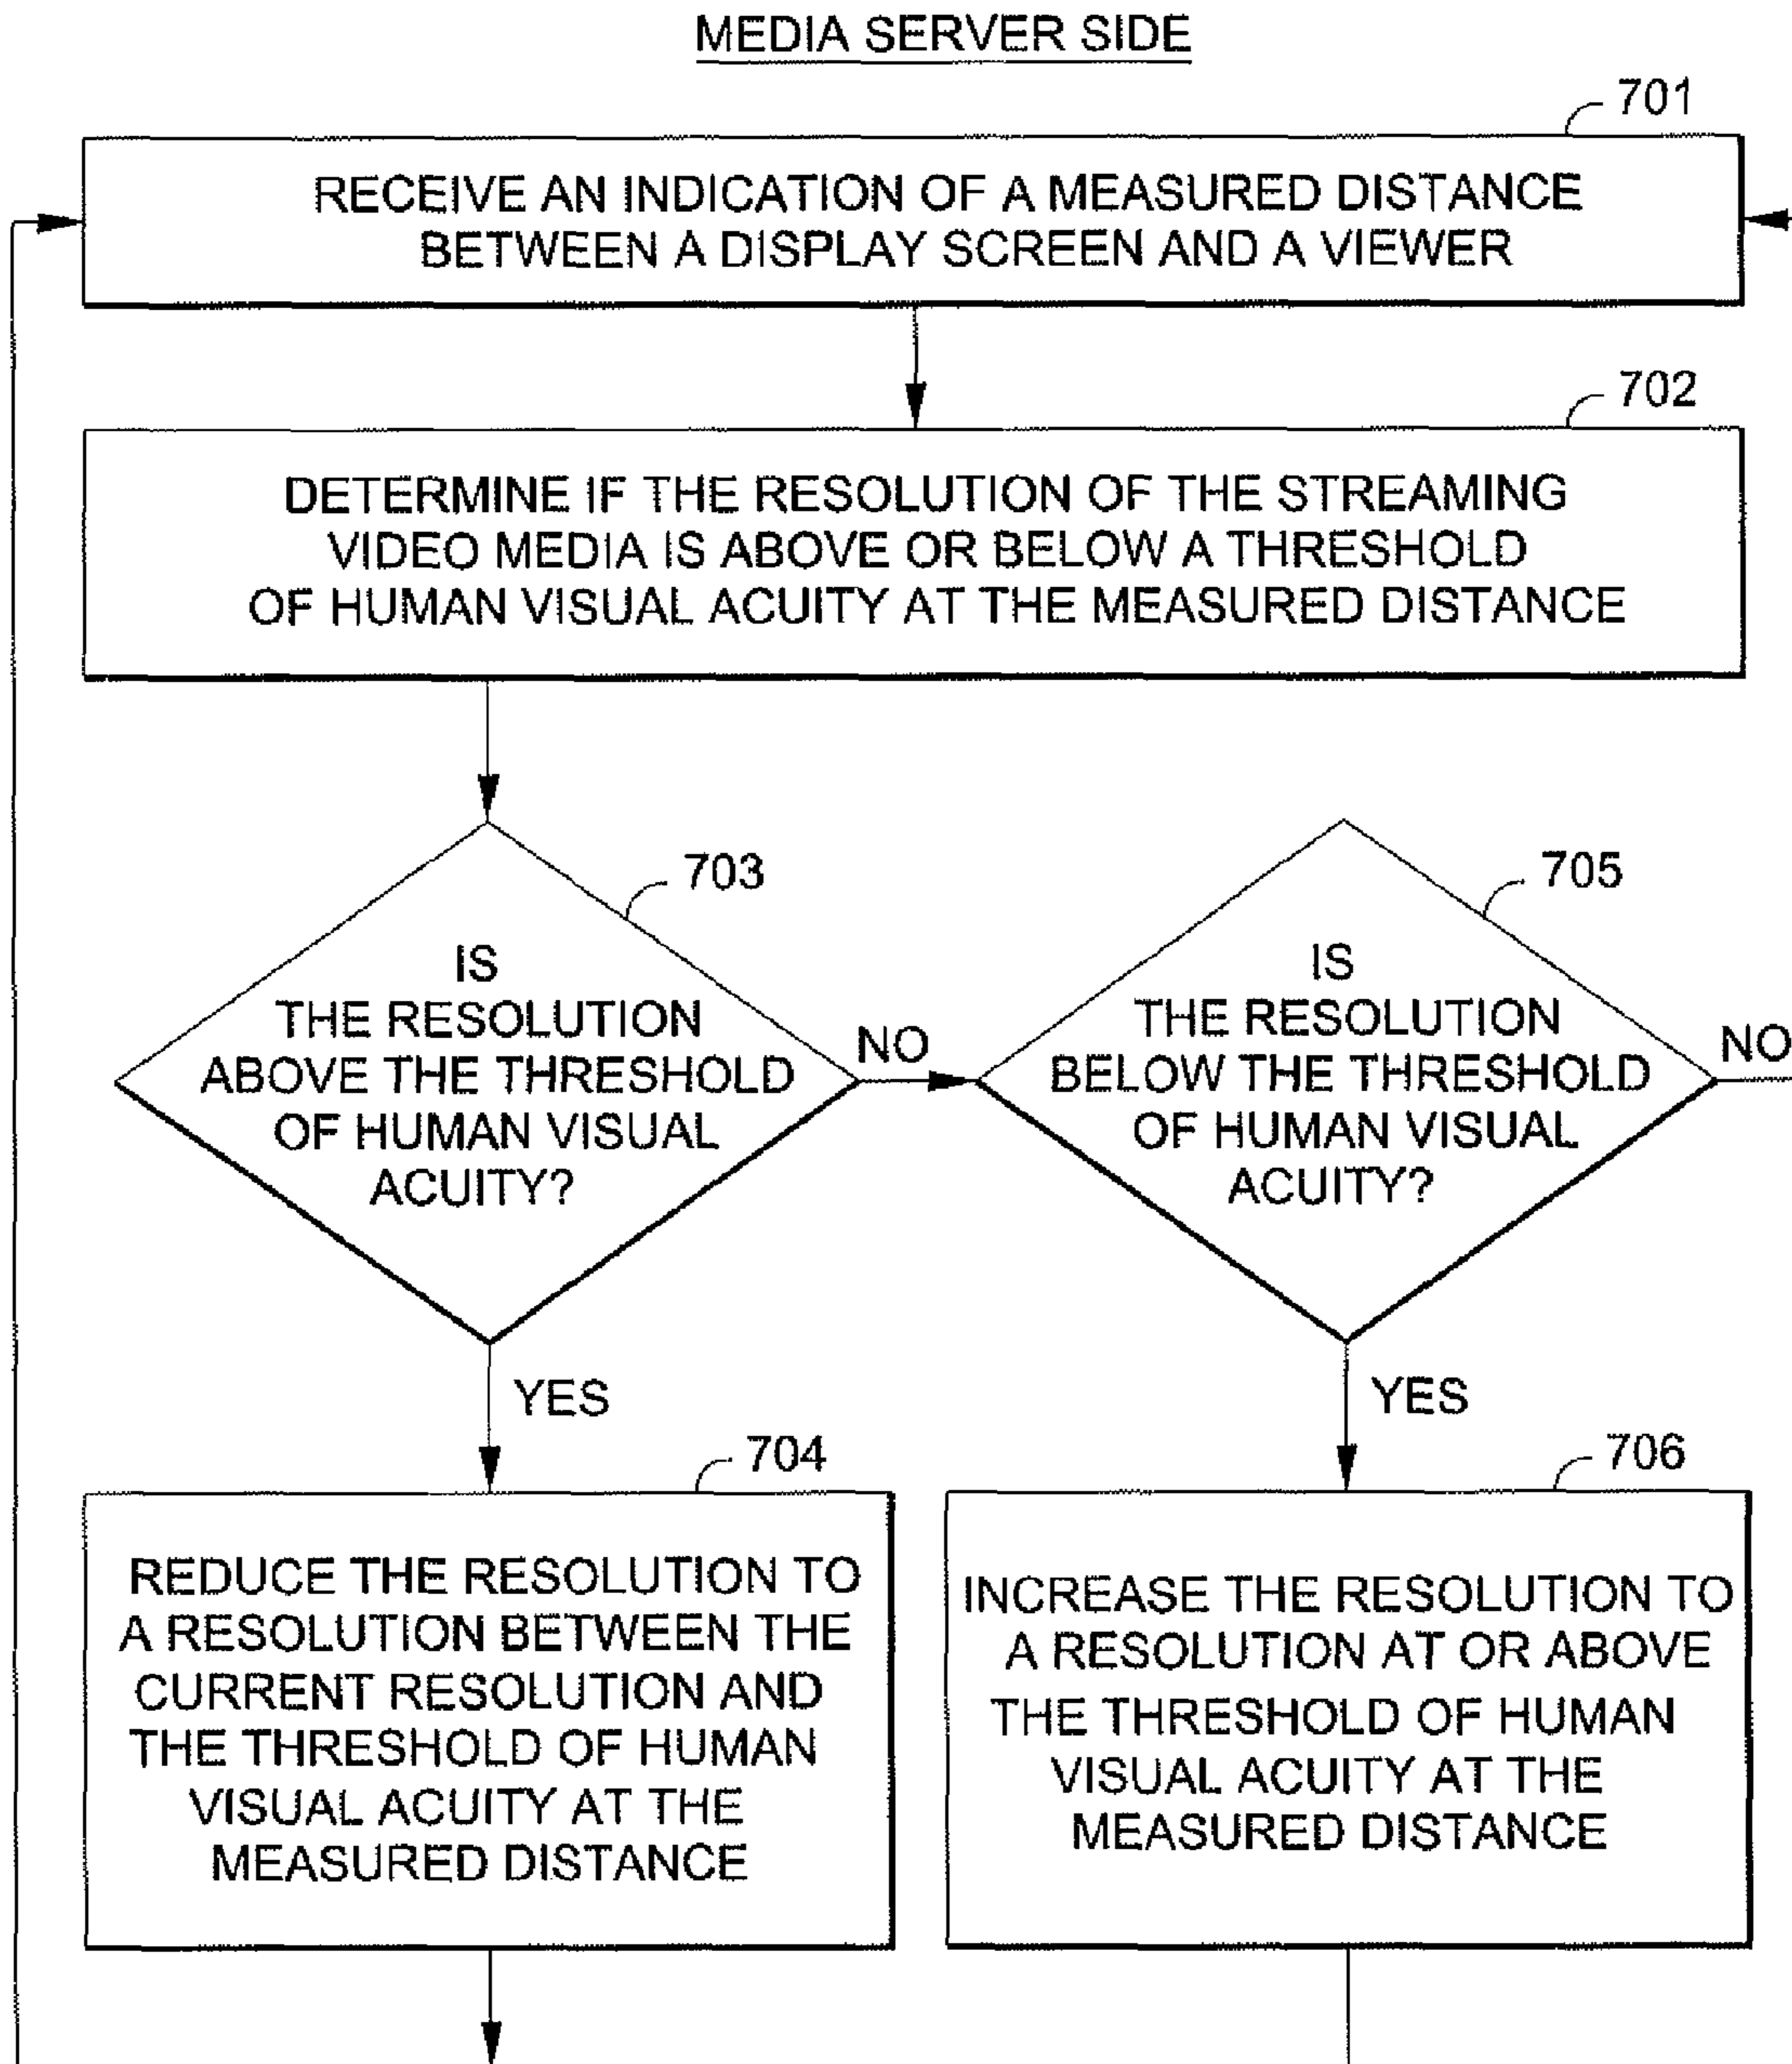 MEDIA SERVER SIDE
701
RECEIVE AN INDICATION OF A MEASURED DISTANCE
BETWEEN A DISPLAY SCREEN AND A VIEWER
702
DETERMINE IF THE RESOLUTION OF THE STREAMING
VIDEO MEDIA IS ABOVE OR BELOW A THRESHOLD
OF HUMAN VISUAL ACUITY AT THE MEASURED DISTANCE
703
IS
THE RESOLUTION
ABOVE THE THRESHOLD
OF HUMAN VISUAL
ACUITY?
NO
705
IS
THE RESOLUTION
BELOW THE THRESHOLD
OF HUMAN VISUAL
ACUITY?
NO
YES
YES
704
REDUCE THE RESOLUTION TO
A RESOLUTION BETWEEN THE
CURRENT RESOLUTION AND
THE THRESHOLD OF HUMAN
VISUAL ACUITY AT THE
MEASURED DISTANCE
706
INCREASE THE RESOLUTION TO
A RESOLUTION AT OR ABOVE
THE THRESHOLD OF HUMAN
VISUAL ACUITY AT THE
MEASURED DISTANCE